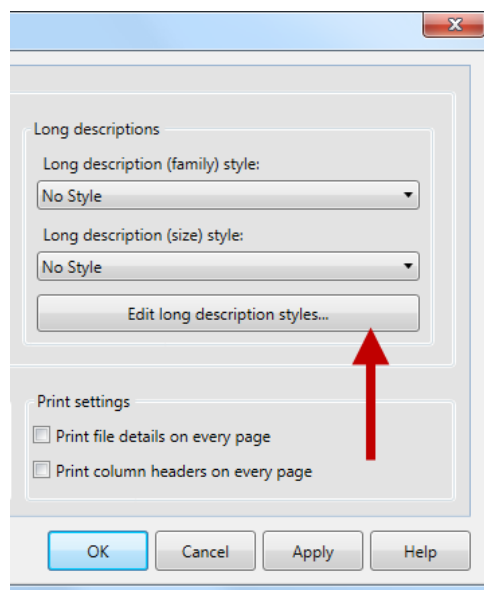 Long descriptions
Long description (family) style:
No Style
Long description (size) style:
No Style
Edit long description styles...
Print settings
Print file details on every page
Print column headers on every page
OK Cancel Apply Help